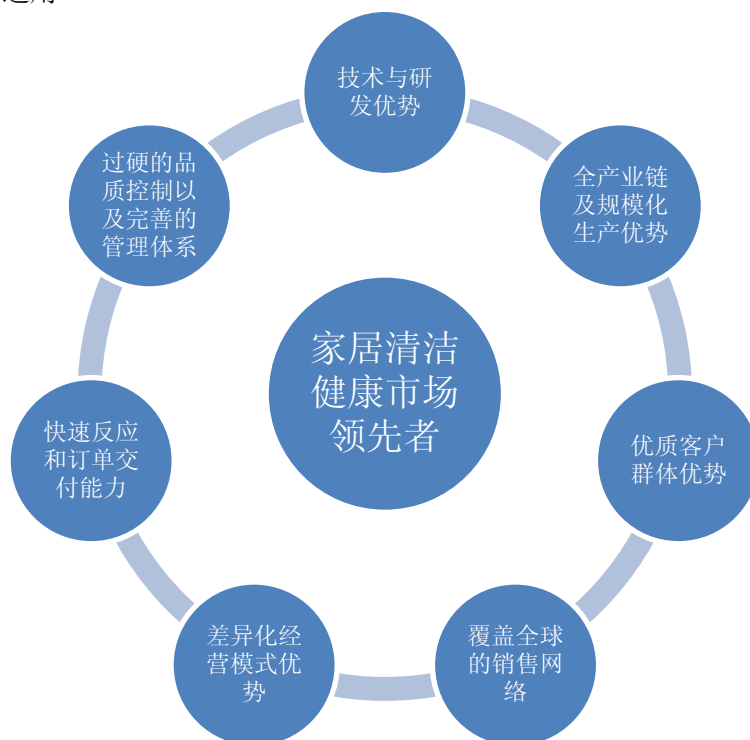 技术与研
发优势
全产业链
及规模化
生产优势
优质客户
群体优势
覆盖全球
的销售网
络
差异化经
营模式优
势
快速反应
和订单交
付能力
过硬的品
质控制以
及完善的
管理体系
家居清洁
健康市场
领先者